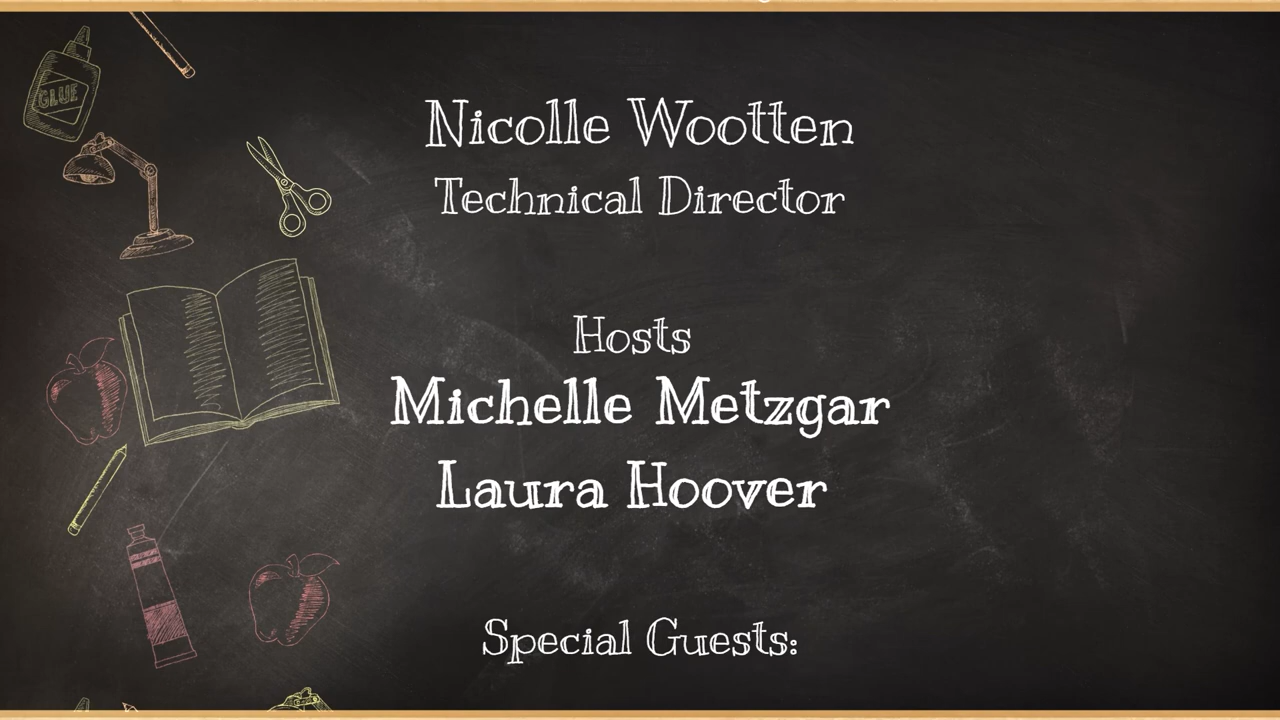 GLUE
Nicolle Wootten
Technical Director
Hosts
Michelle Metzgar
Laura Hoover
Special Guests: